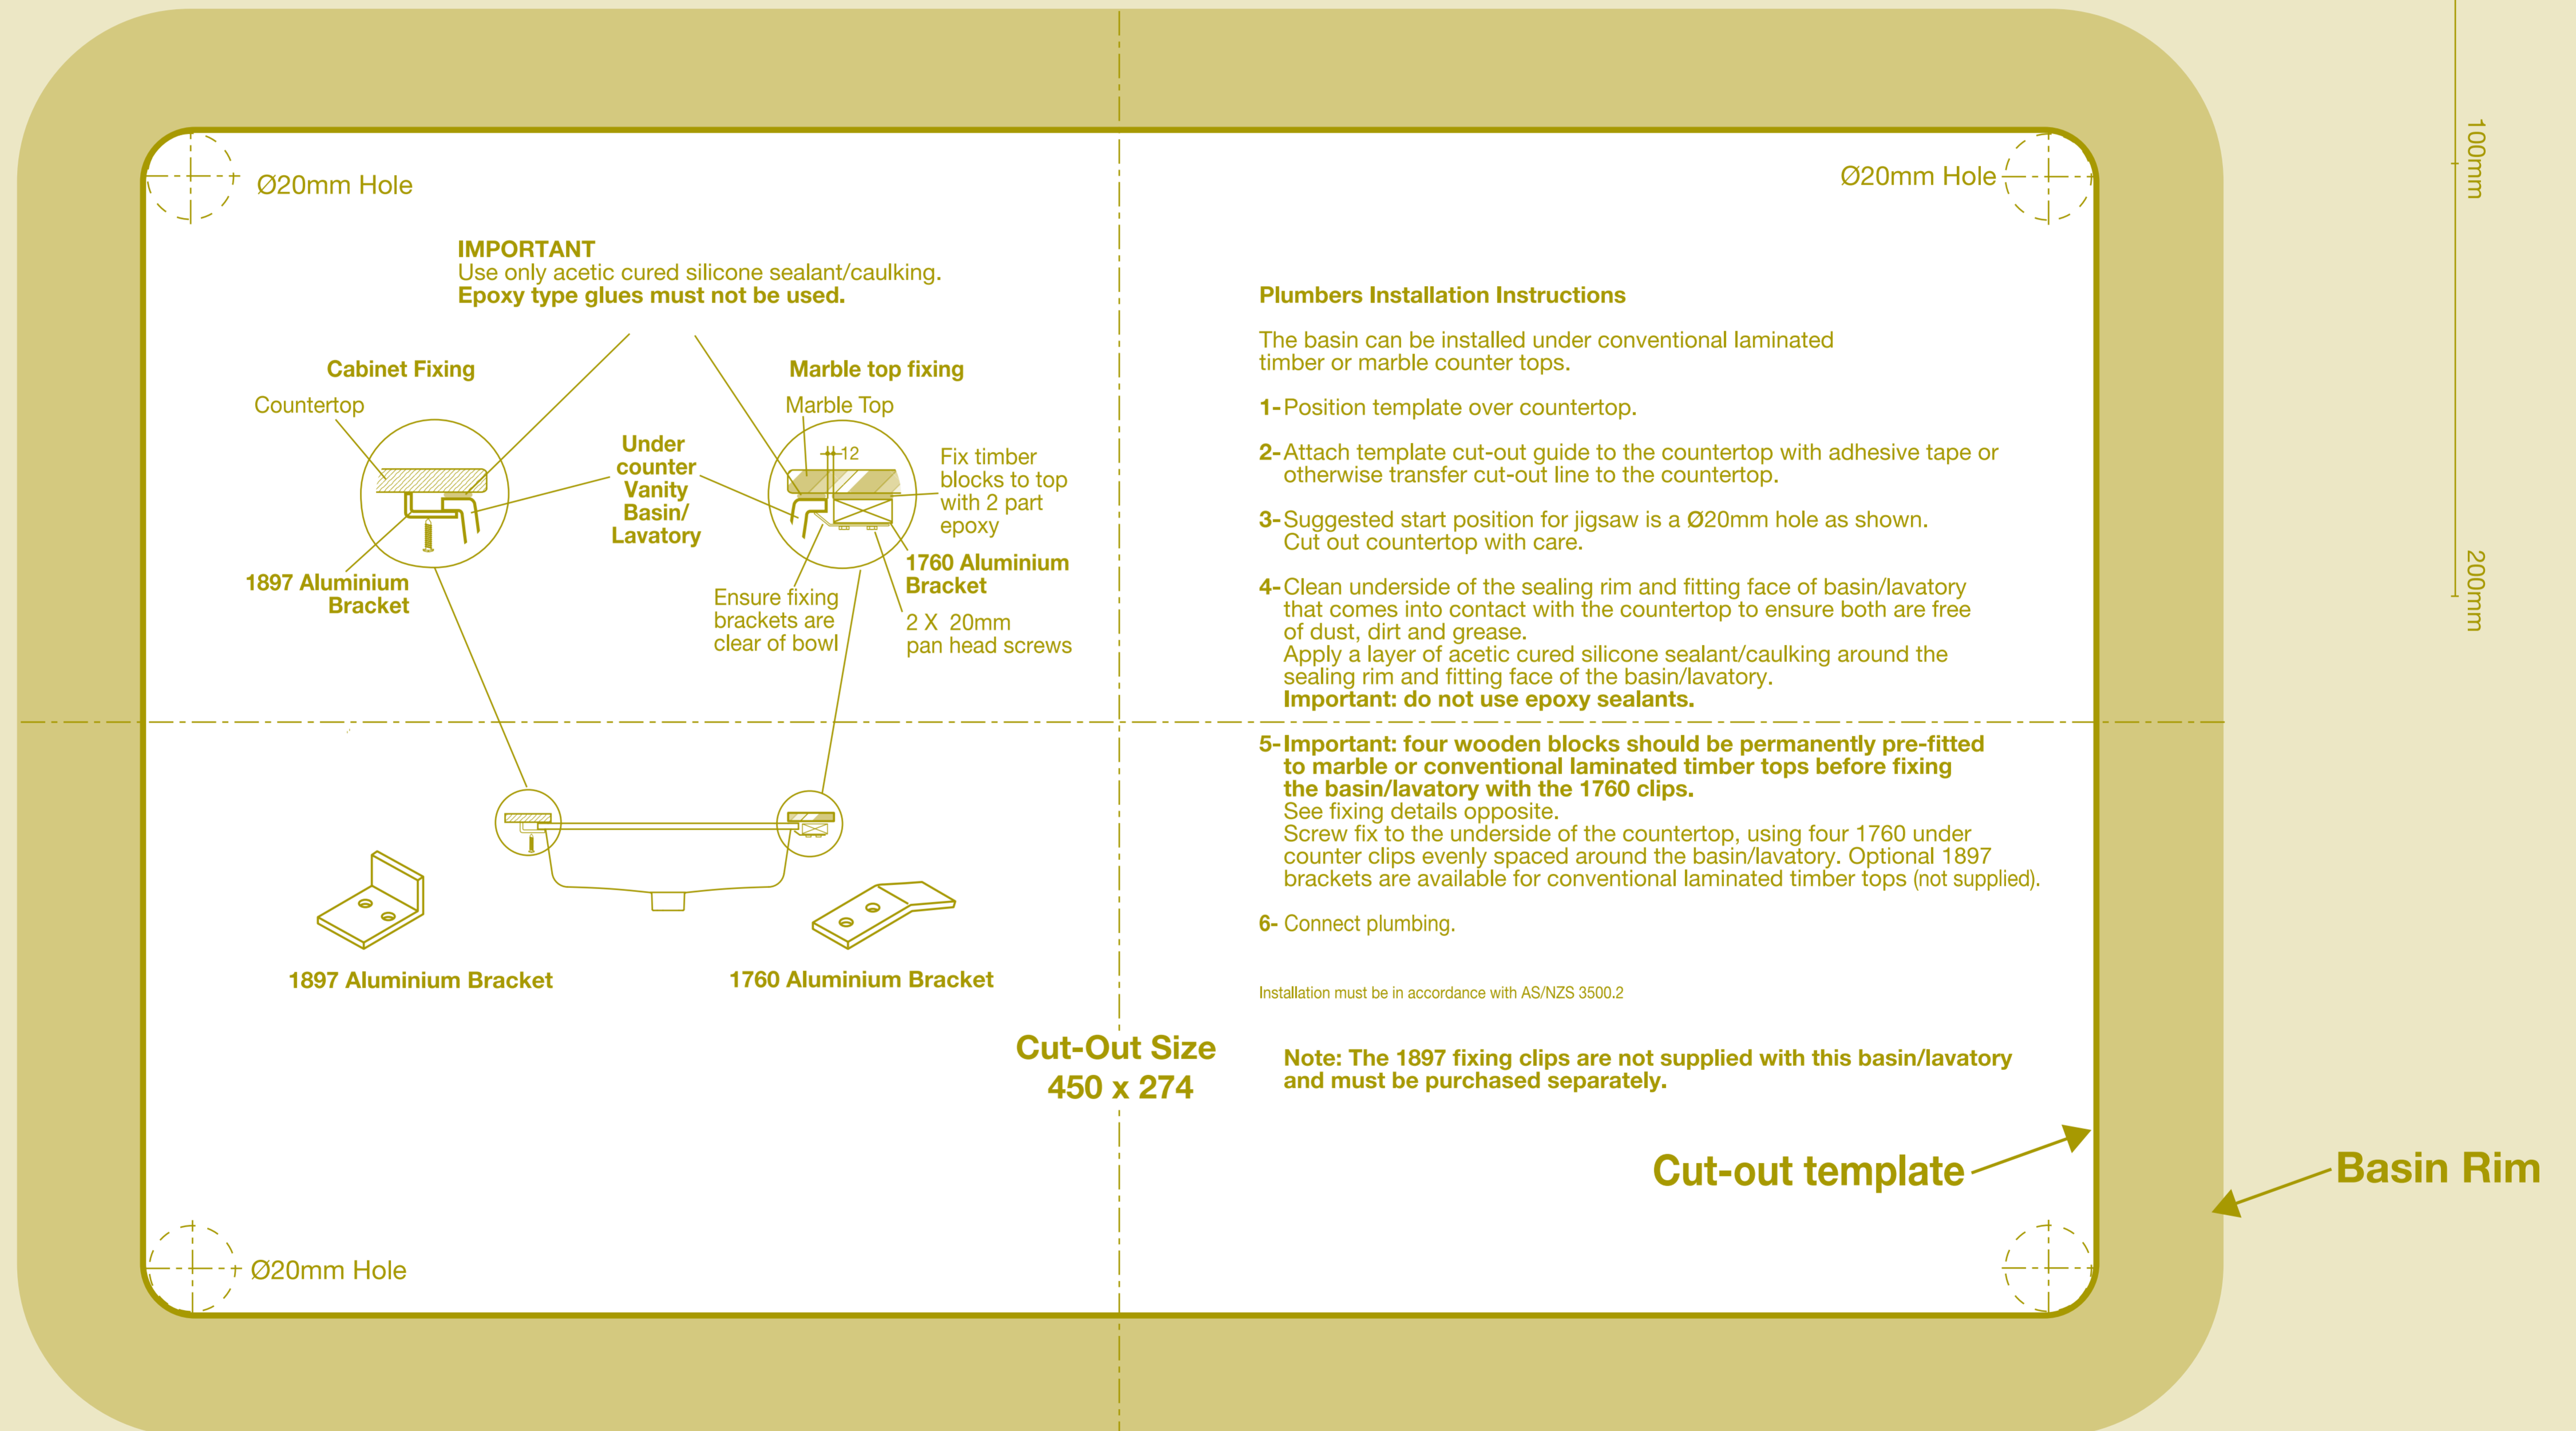 Ø20mm Hole
Ø20mm Hole
100mm
200mm
IMPORTANT
Use only acetic cured silicone sealant/caulking.
Epoxy type glues must not be used.
Cabinet Fixing
Countertop
Under
counter
Vanity
Basin/
Lavatory
1897 Aluminium
Bracket
Marble top fixing
Marble Top
12
Fix timber
blocks to top
with 2 part
epoxy
1760 Aluminium
Bracket
Ensure fixing
brackets are
clear of bowl
2 X 20mm
pan head screws
1897 Aluminium Bracket
1760 Aluminium Bracket
Cut-Out Size
450 x 274
Plumbers Installation Instructions
The basin can be installed under conventional laminated
timber or marble counter tops.
1- Position template over countertop.
2- Attach template cut-out guide to the countertop with adhesive tape or
otherwise transfer cut-out line to the countertop.
3- Suggested start position for jigsaw is a Ø20mm hole as shown.
Cut out countertop with care.
4- Clean underside of the sealing rim and fitting face of basin/lavatory
that comes into contact with the countertop to ensure both are free
of dust, dirt and grease.
Apply a layer of acetic cured silicone sealant/caulking around the
sealing rim and fitting face of the basin/lavatory.
Important: do not use epoxy sealants.
5- Important: four wooden blocks should be permanently pre-fitted
to marble or conventional laminated timber tops before fixing
the basin/lavatory with the 1760 clips.
See fixing details opposite.
Screw fix to the underside of the countertop, using four 1760 under
counter clips evenly spaced around the basin/lavatory. Optional 1897
brackets are available for conventional laminated timber tops (not supplied).
6- Connect plumbing.
Installation must be in accordance with AS/NZS 3500.2
Note: The 1897 fixing clips are not supplied with this basin/lavatory
and must be purchased separately.
Cut-out template
Basin Rim
Ø20mm Hole